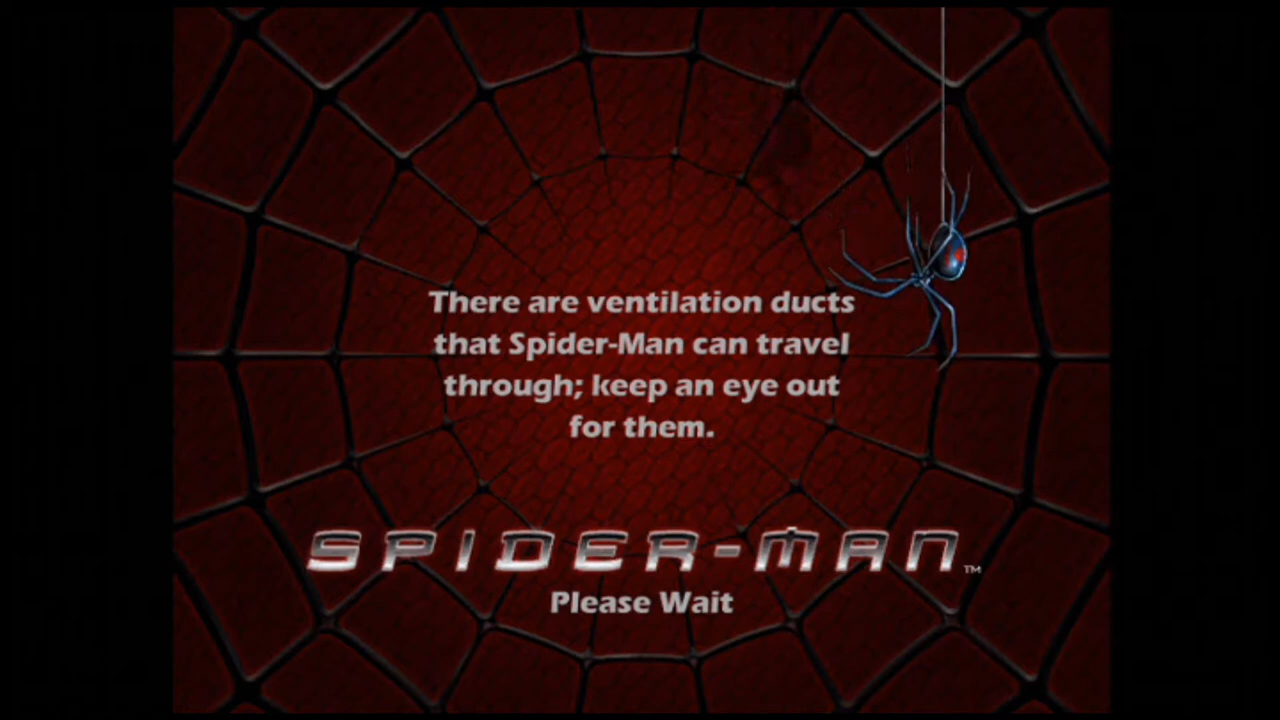 There are ventilation ducts
that Spider-Man can travel
through; keep an eye out
for them.
SPIDER-MAN™
Please Wait